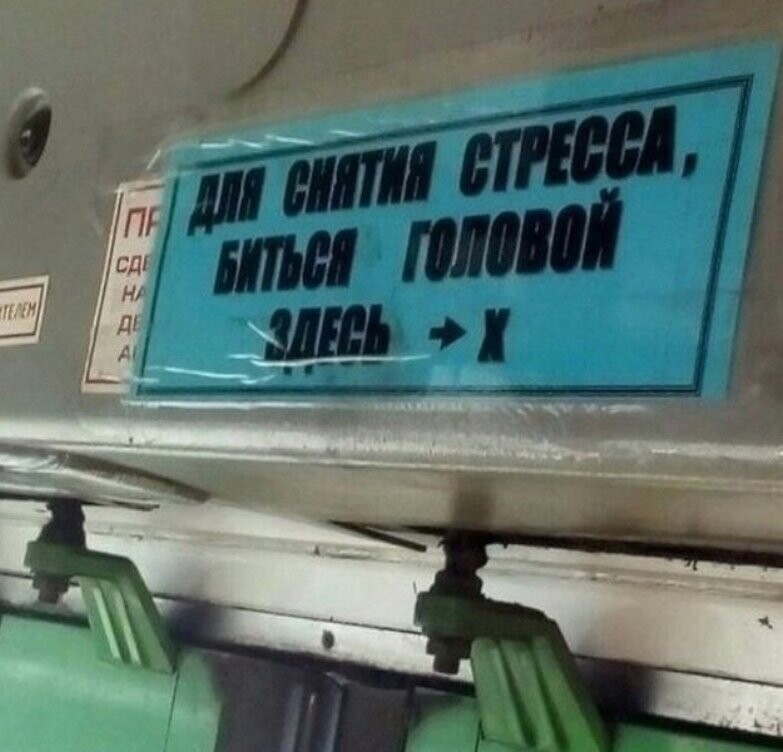 ДЛЯ СНЯТИЯ СТРЕССА,
БИТЬСЯ ГОЛОВОЙ
ЗДЕСЬ → X